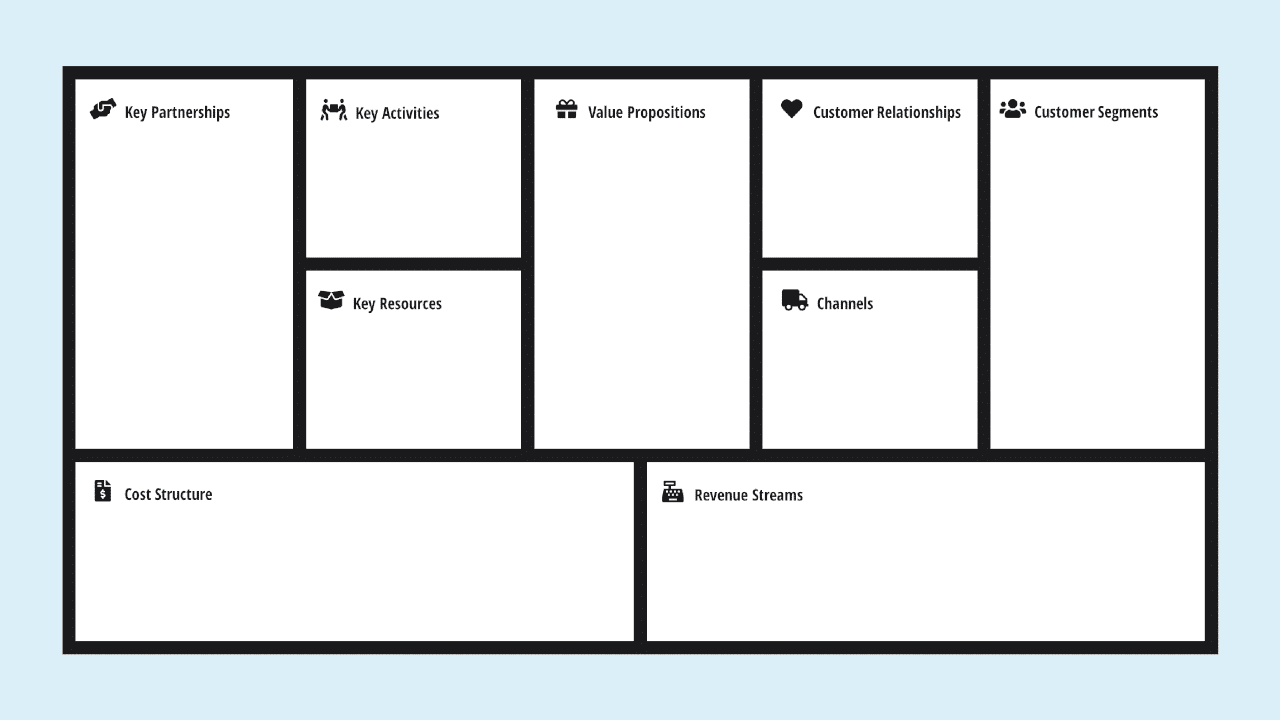 Key Partnerships
Key Activities
Value Propositions
Customer Relationships
Customer Segments
Key Resources
Channels
Cost Structure
Revenue Streams